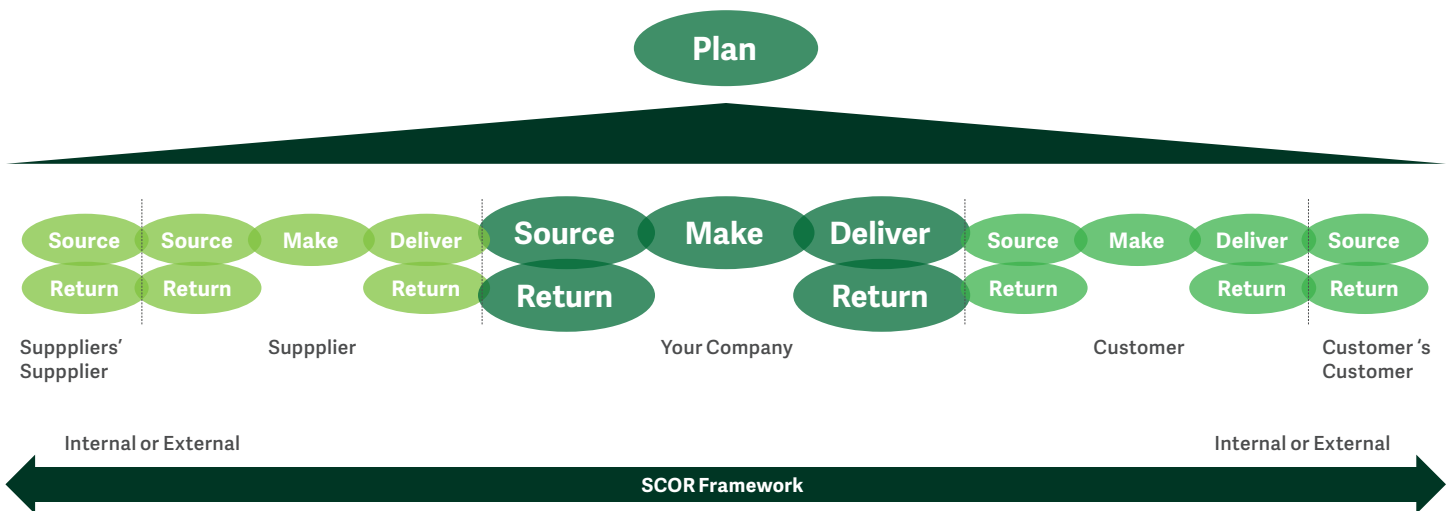 Plan
Source Source Make Deliver Source Make Deliver Source Make Deliver Source
Return Return Return Return Return Return Return Return
Supppliers’ Suppplier Your Company Customer Customer ‘s
Suppplier Customer
Internal or External Internal or External
SCOR Framework